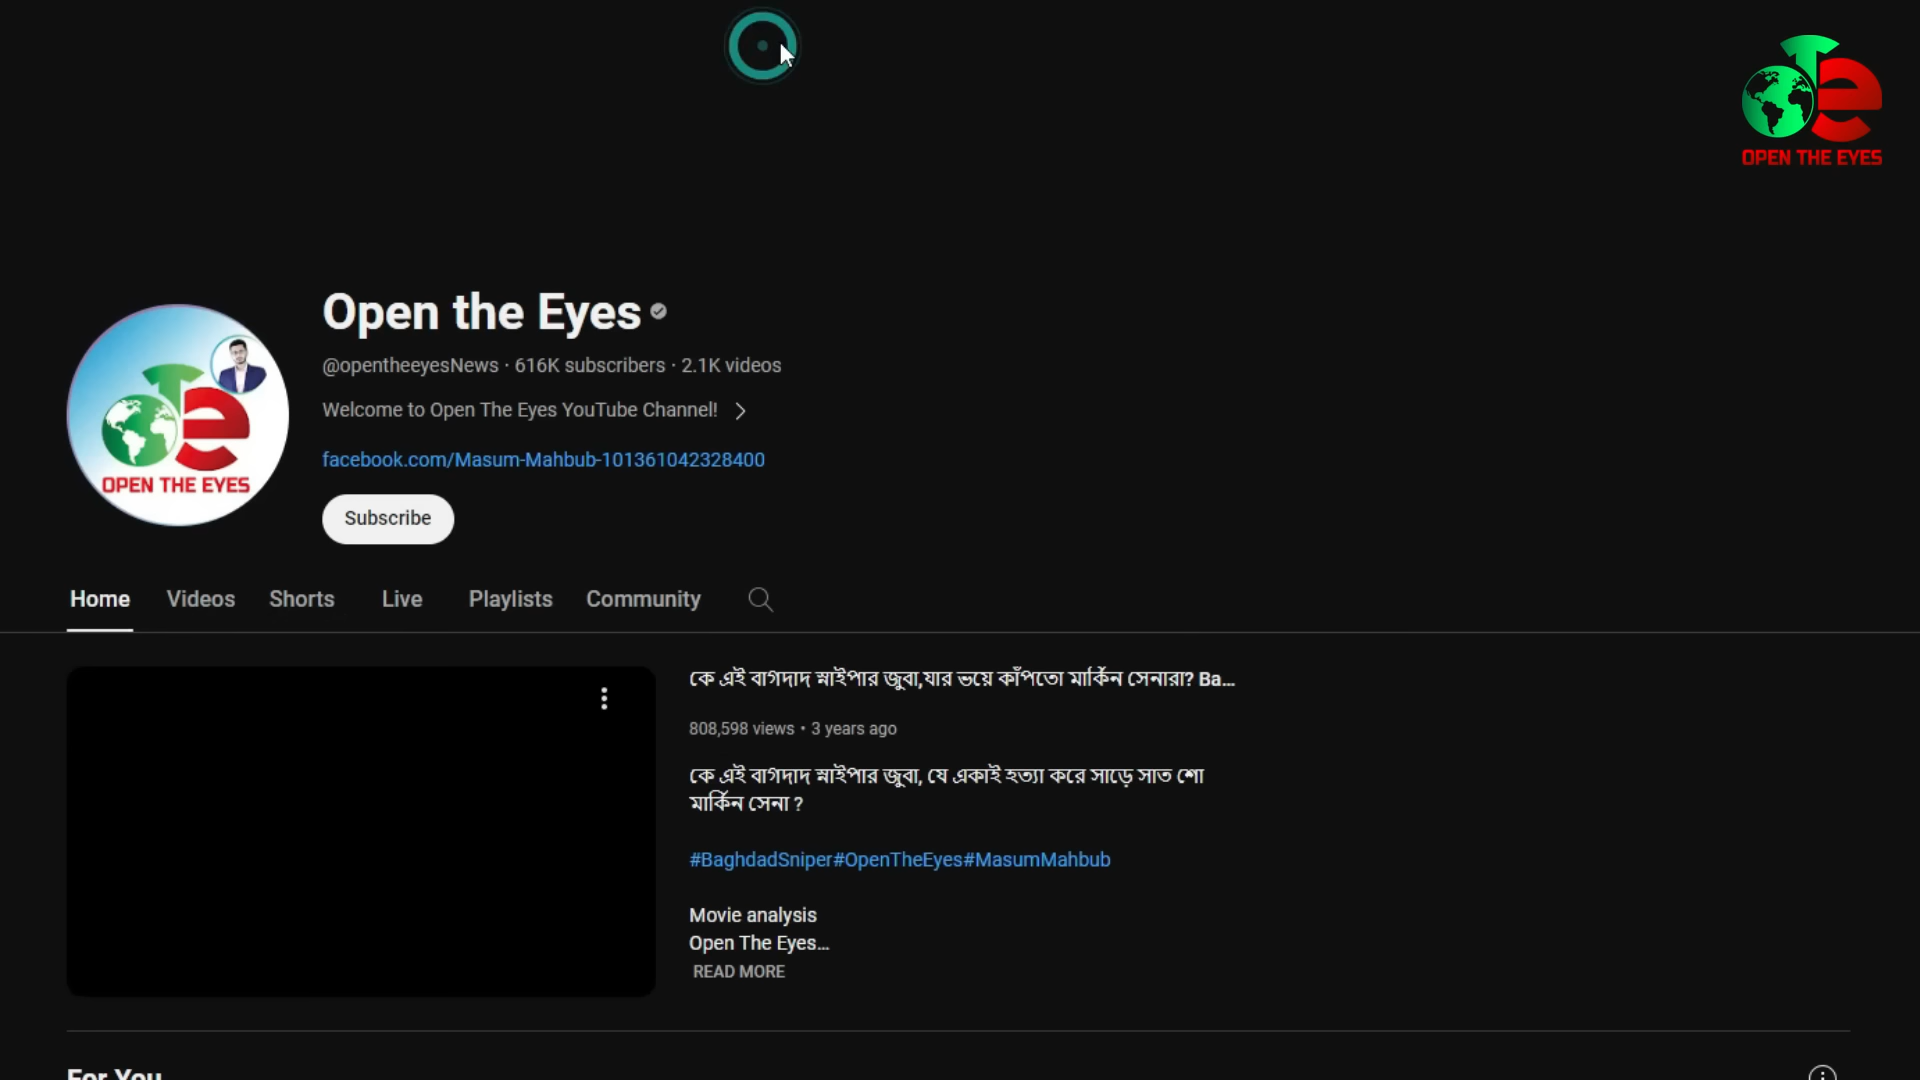 OPEN THE EYES
Open the Eyes
@opentheeyesNews · 616K subscribers · 2.1K videos
Welcome to Open The Eyes YouTube Channel!
facebook.com/Masum-Mahbub-101361042328400
OPEN THE EYES
Subscribe
Home Videos Shorts Live Playlists Community
কে এই বাগদাদ স্নাইপার জুবা,যার ভয়ে কাঁপতো মার্কিন সেনারা? Ba...
808,598 views • 3 years ago
কে এই বাগদাদ স্নাইপার জুবা, যে একাই হত্যা করে সাড়ে সাত শো
মার্কিন সেনা ?
#BaghdadSniper#OpenTheEyes#MasumMahbub
Movie analysis
Open The Eyes...
READ MORE
For You